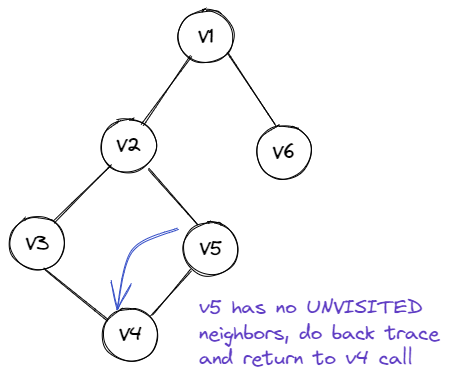 v1
v2
v6
v3
v5
v4
v5 has no UNVISITED
neighbors, do back trace
and return to v4 call